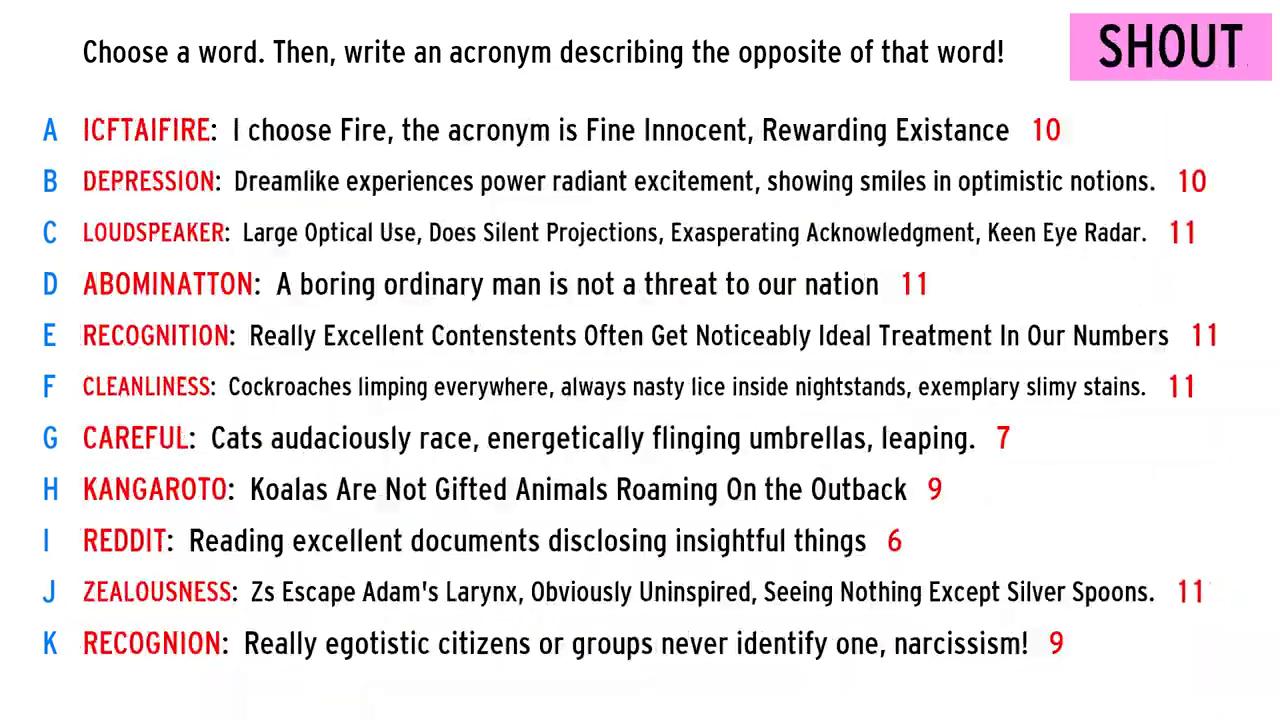 Choose a word. Then, write an acronym describing the opposite of that word!
SHOUT
A ICFTAIFIRE: I choose Fire, the acronym is Fine Innocent, Rewarding Existance 10
B DEPRESSION: Dreamlike experiences power radiant excitement, showing smiles in optimistic notions. 10
C LOUDSPEAKER: Large Optical Use, Does Silent Projections, Exasperating Acknowledgment, Keen Eye Radar. 11
D ABOMINATTON: A boring ordinary man is not a threat to our nation 11
E RECOGNITION: Really Excellent Contenstents Often Get Noticeably Ideal Treatment In Our Numbers 11
F CLEANLINESS: Cockroaches limping everywhere, always nasty lice inside nightstands, exemplary slimy stains. 11
G CAREFUL: Cats audaciously race, energetically flinging umbrellas, leaping. 7
H KANGAROTO: Koalas Are Not Gifted Animals Roaming On the Outback 9
I REDDIT: Reading excellent documents disclosing insightful things 6
J ZEALOUSNESS: Zs Escape Adam's Larynx, Obviously Uninspired, Seeing Nothing Except Silver Spoons. 11
K RECOGNION: Really egotistic citizens or groups never identify one, narcissism! 9